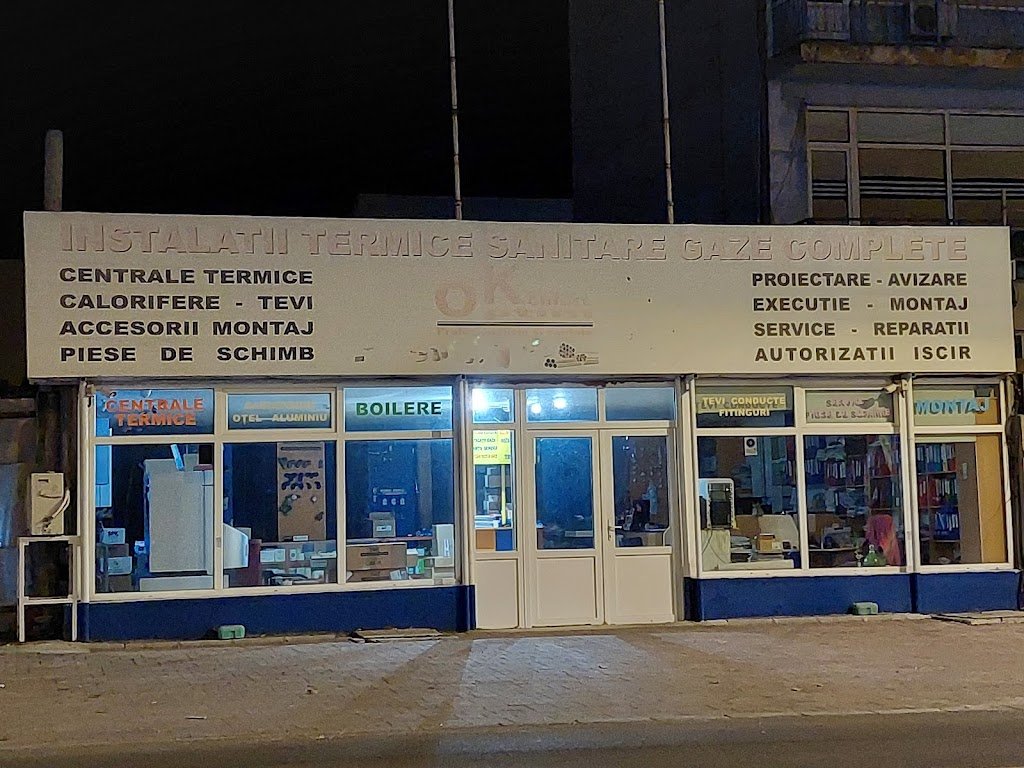 INSTALATII TERMICE SANITARE GAZE COMPLETE
CENTRALE TERMICE
CALORIFERE - TEVI
ACCESORII MONTAJ
PIESE DE SCHIMB
OK
PROIECTARE - AVIZARE
EXECUTIE - MONTAJ
SERVICE - REPARATII
AUTORIZATII ISCIR
CENTRALE
TERMICE
OTEL ALUMINIU
BOILERE
TEVI CONDUCTE
FITINGURI
PIESE DE SCHIMB
MONTAJ